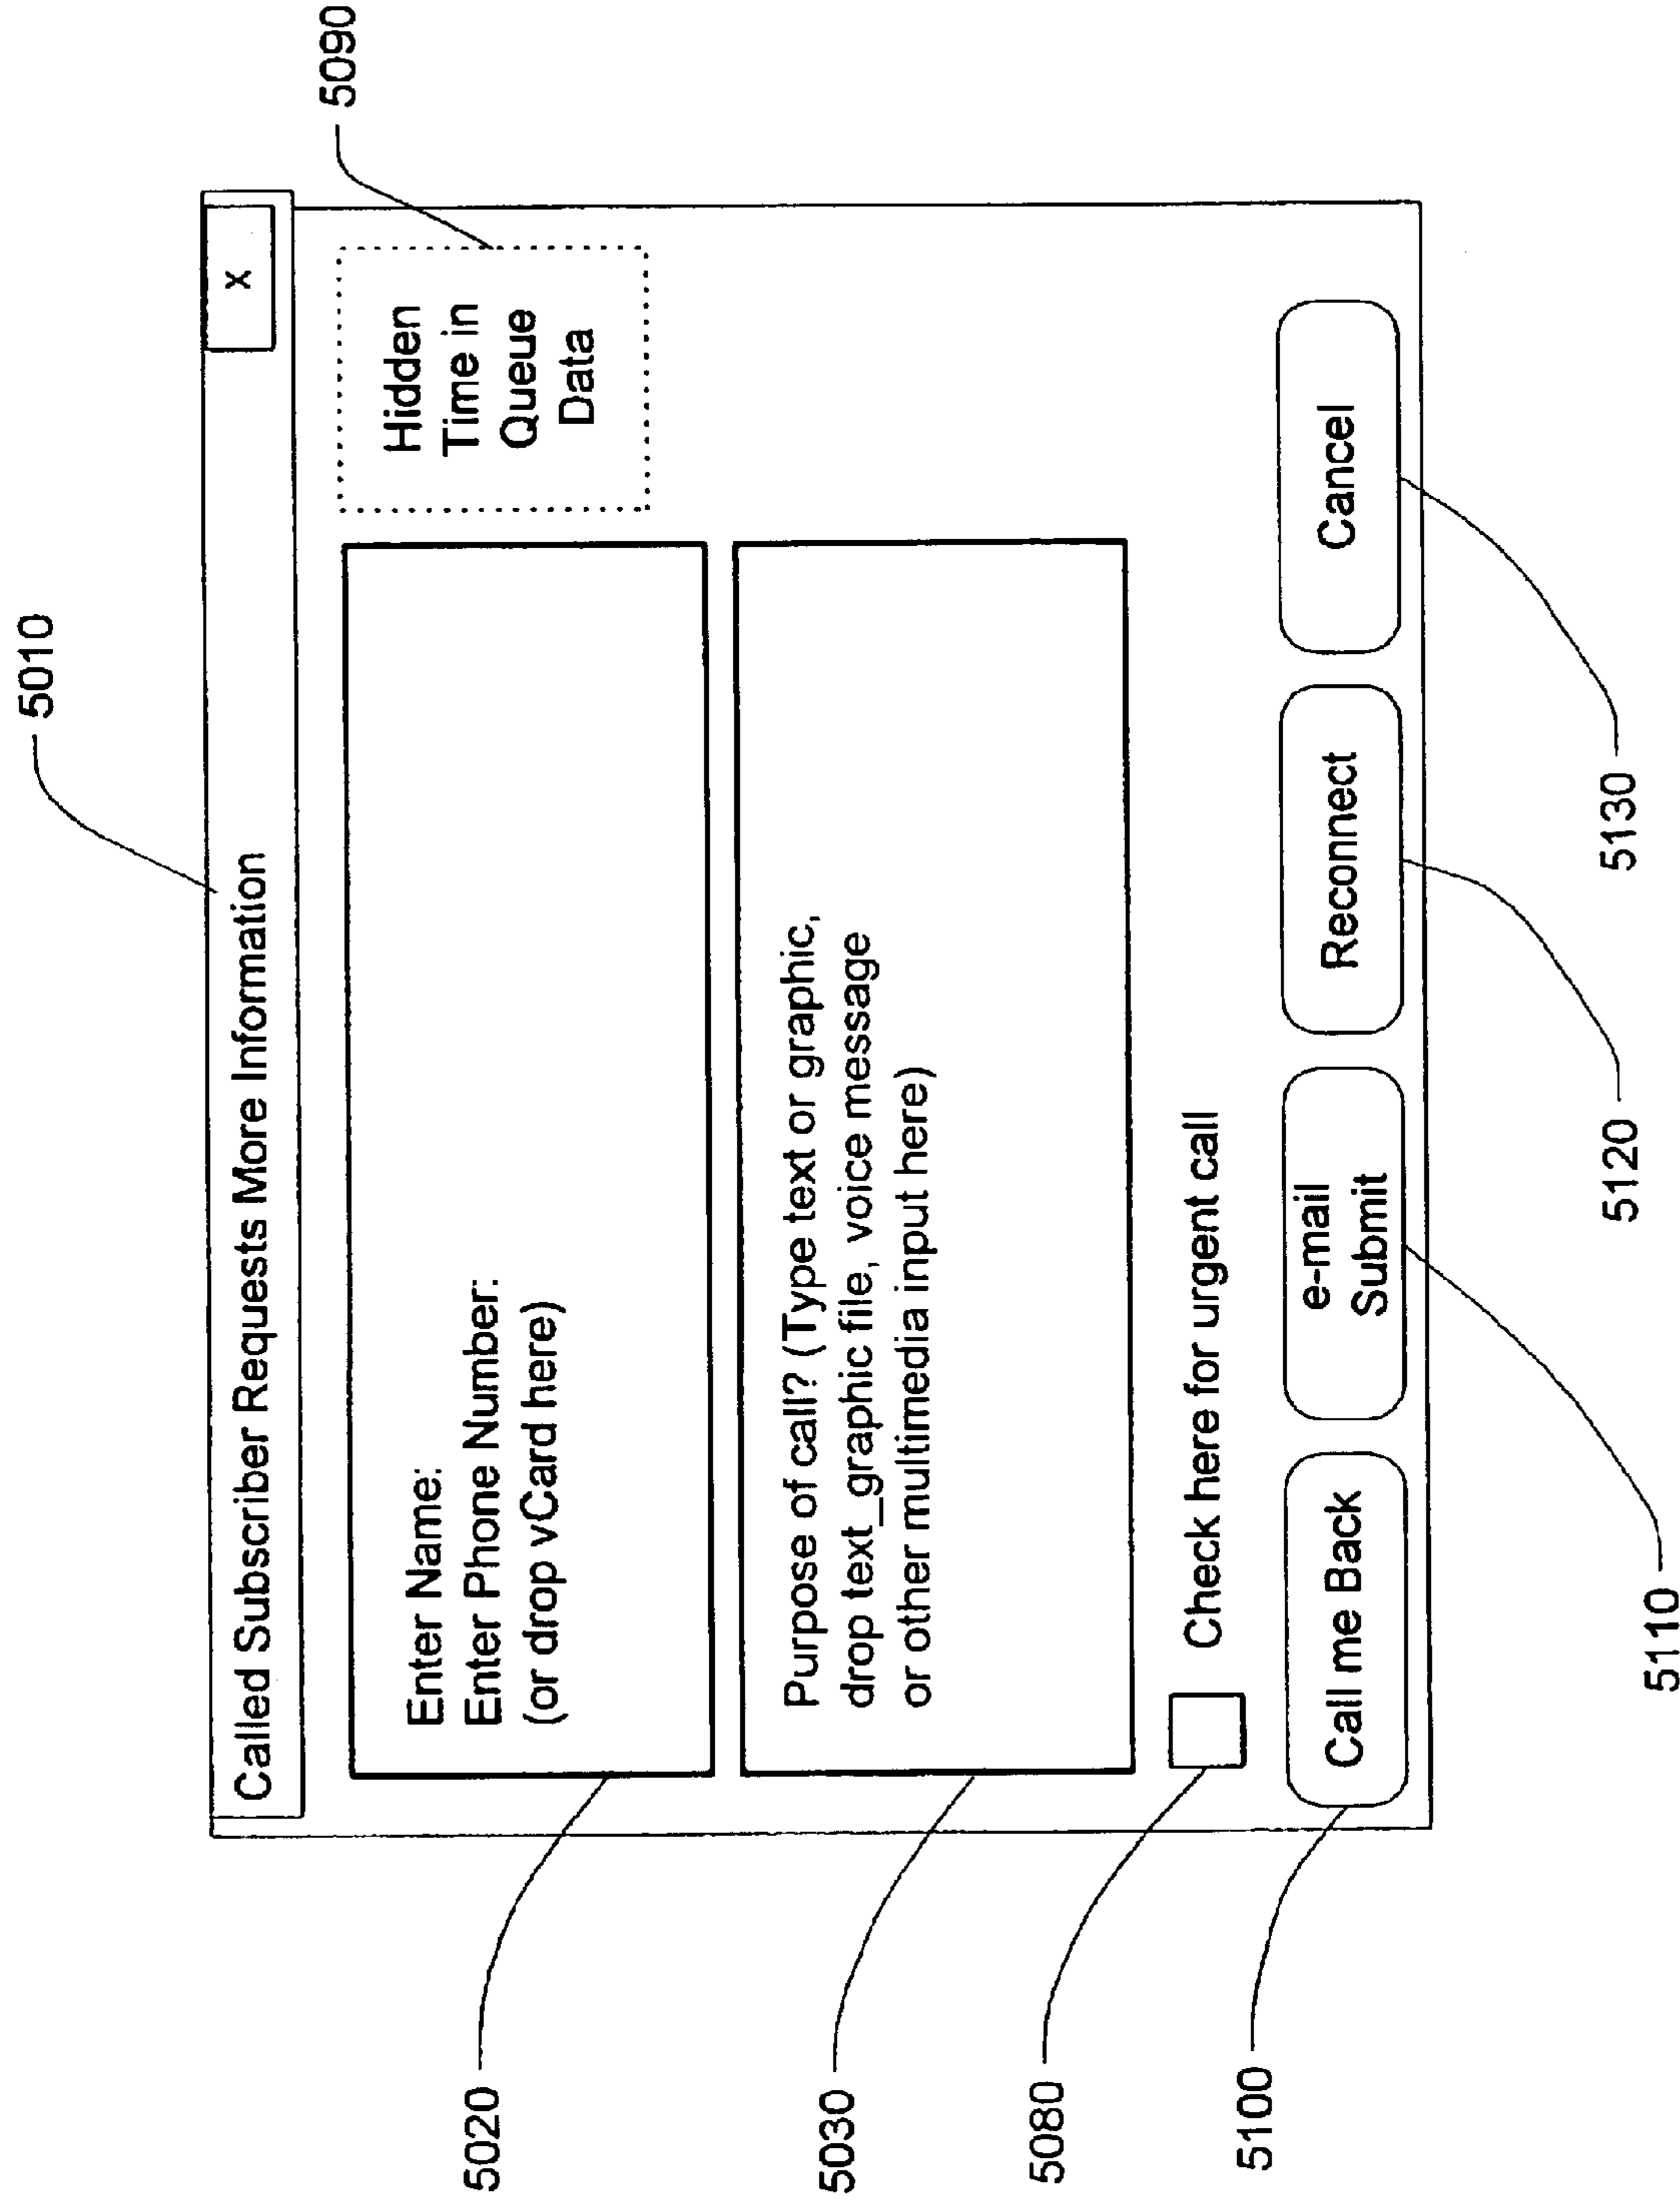 5010
Called Subscriber Requests More Information
x
5090
Enter Name:
Enter Phone Number:
(or drop vCard here)
Hidden
Time in
Queue
Data
5020
Purpose of call? (Type text or graphic,
drop text_graphic file, voice message
or other multimedia input here)
5030
Check here for urgent call
5080
Call me Back
e-mail
Submit
Reconnect
Cancel
5100
5110
5120
5130